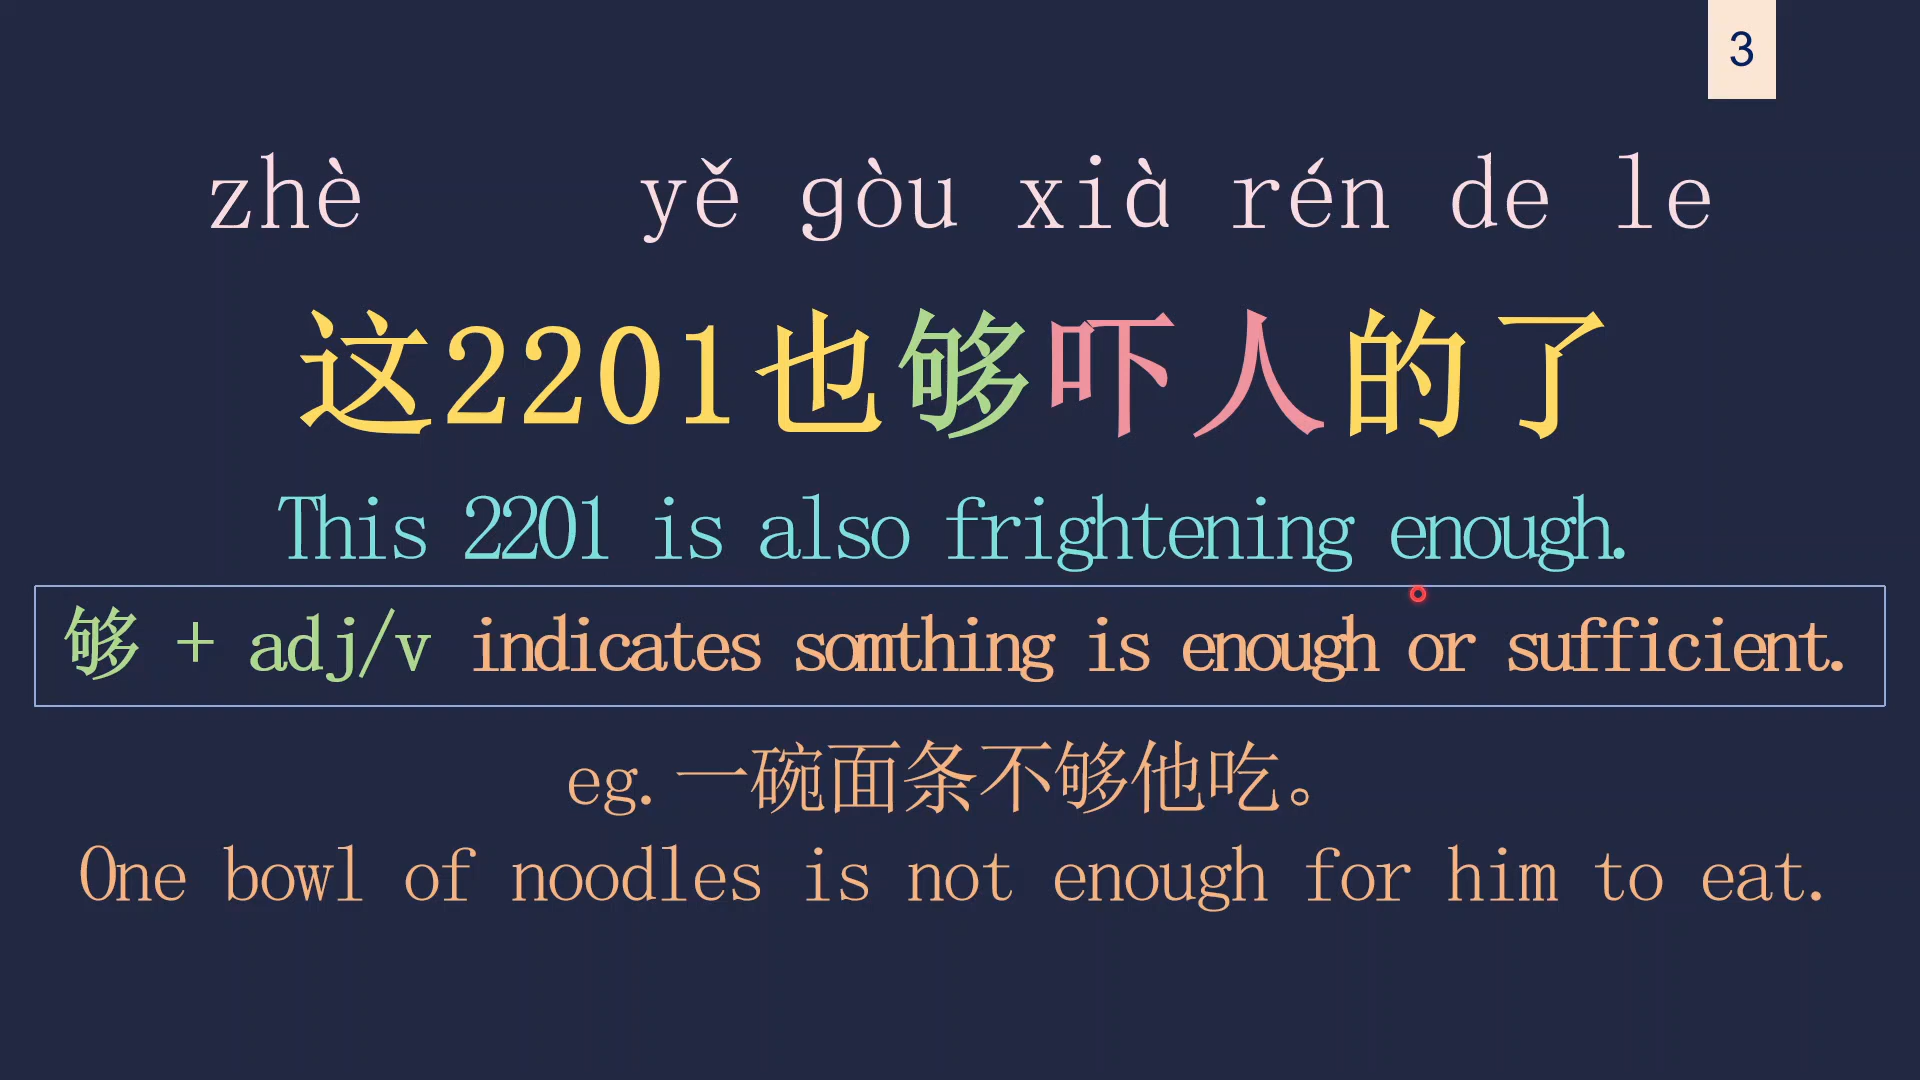 3
zhè yě gòu xià rén de le
这2201也够吓人的了
This 2201 is also frightening enough.
够 + adj/v indicates somthing is enough or sufficient.
eg.一碗面条不够他吃。
One bowl of noodles is not enough for him to eat.